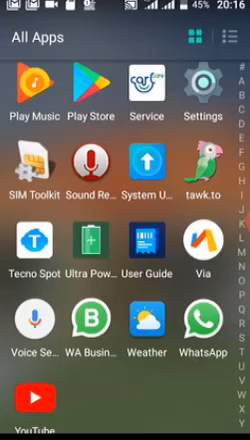 45% 20:16
All Apps
Play Music Play Store Service Settings
SIM Toolkit Sound Re... System U... tawk.to
Tecno Spot Ultra Pow... User Guide Via
Voice Se... WA Busin... Weather WhatsApp
YouTube
#
A
B
C
D
E
F
G
H
I
J
K
L
M
N
O
P
Q
R
S
T
U
V
W
X
Y